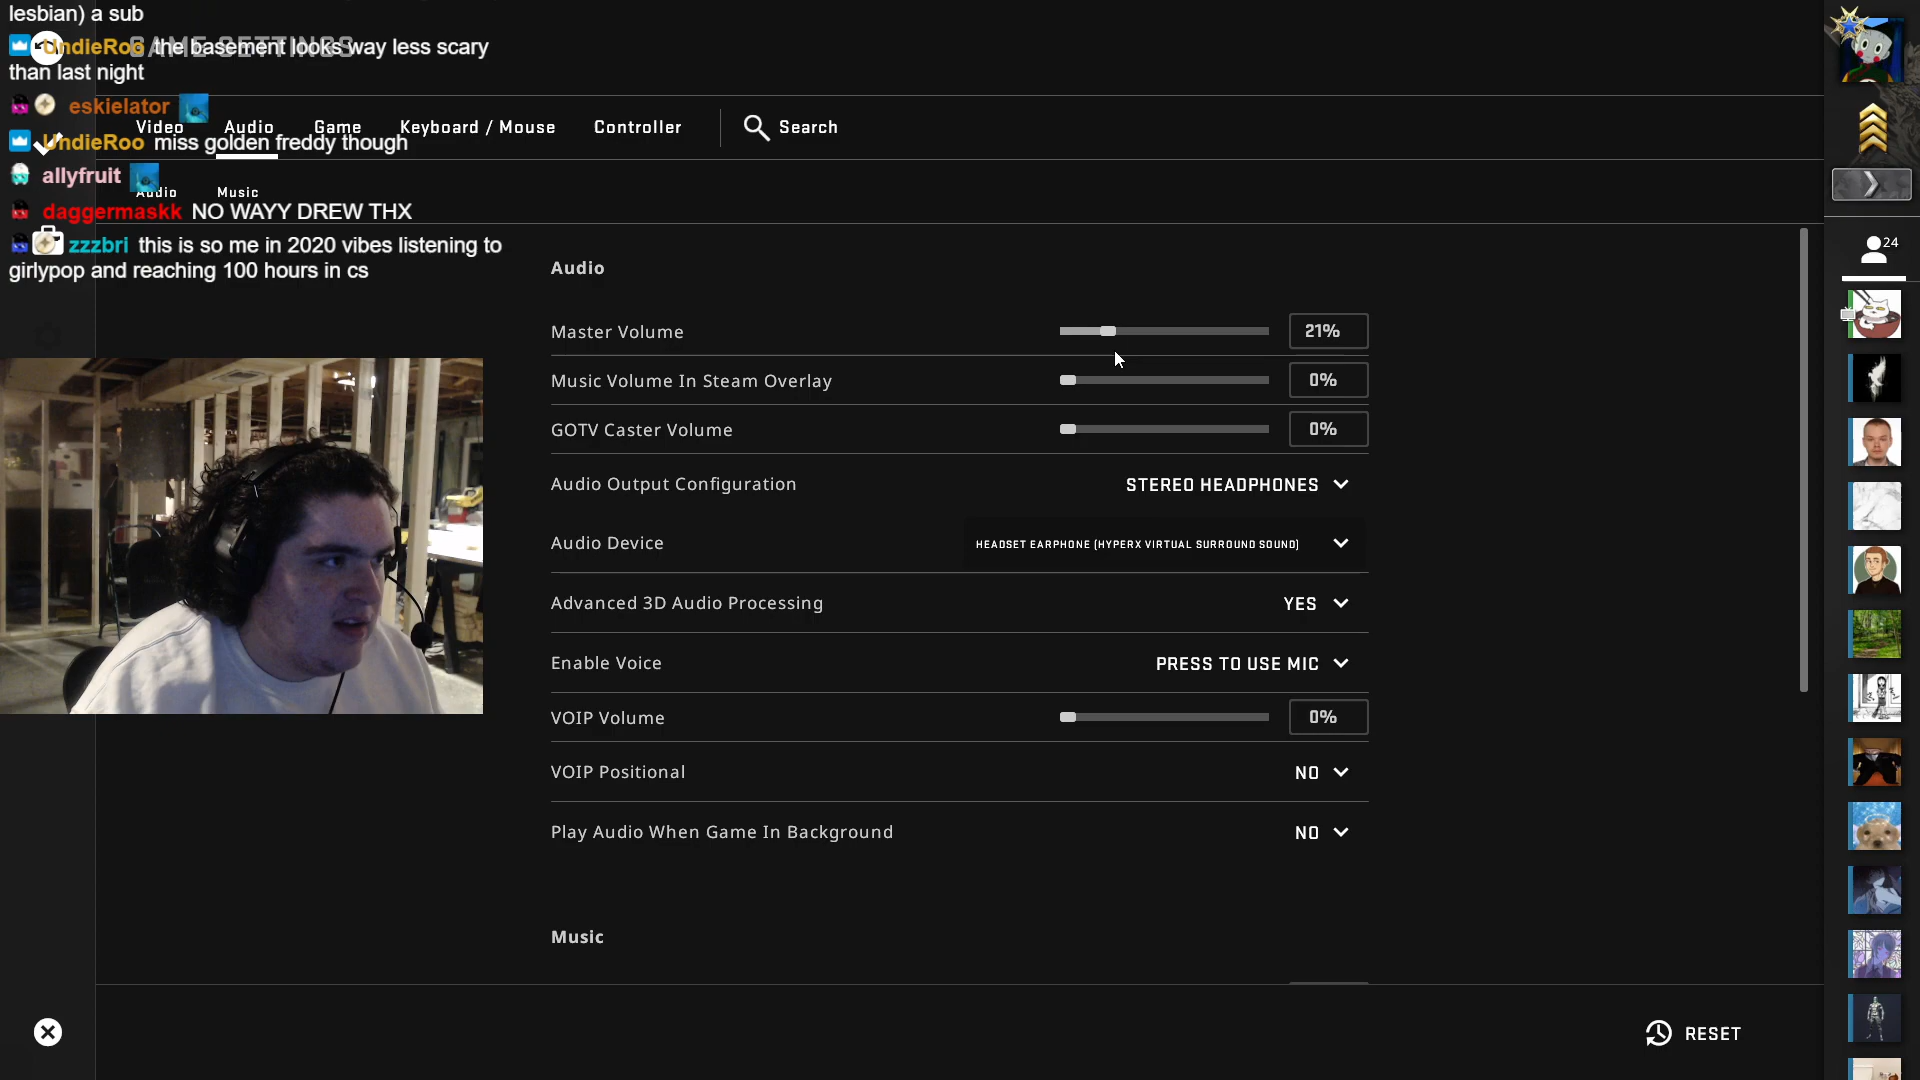 lesbian) a sub
UndieRoo the basement looks way less scary
than last night
GAME SETTINGS
eskielator
Video Audio Game Keyboard / Mouse Controller Search
UndieRoo miss golden freddy though
allyfruit
Audio Music
daggermaskk NO WAYY DREW THX
zzzbri this is so me in 2020 vibes listening to
girlypop and reaching 100 hours in cs
24
Audio
Master Volume 21%
Music Volume In Steam Overlay 0%
GOTV Caster Volume 0%
Audio Output Configuration STEREO HEADPHONES
Audio Device HEADSET EARPHONE (HYPERX VIRTUAL SURROUND SOUND)
Advanced 3D Audio Processing YES
Enable Voice PRESS TO USE MIC
VOIP Volume 0%
VOIP Positional NO
Play Audio When Game In Background NO
Music
RESET